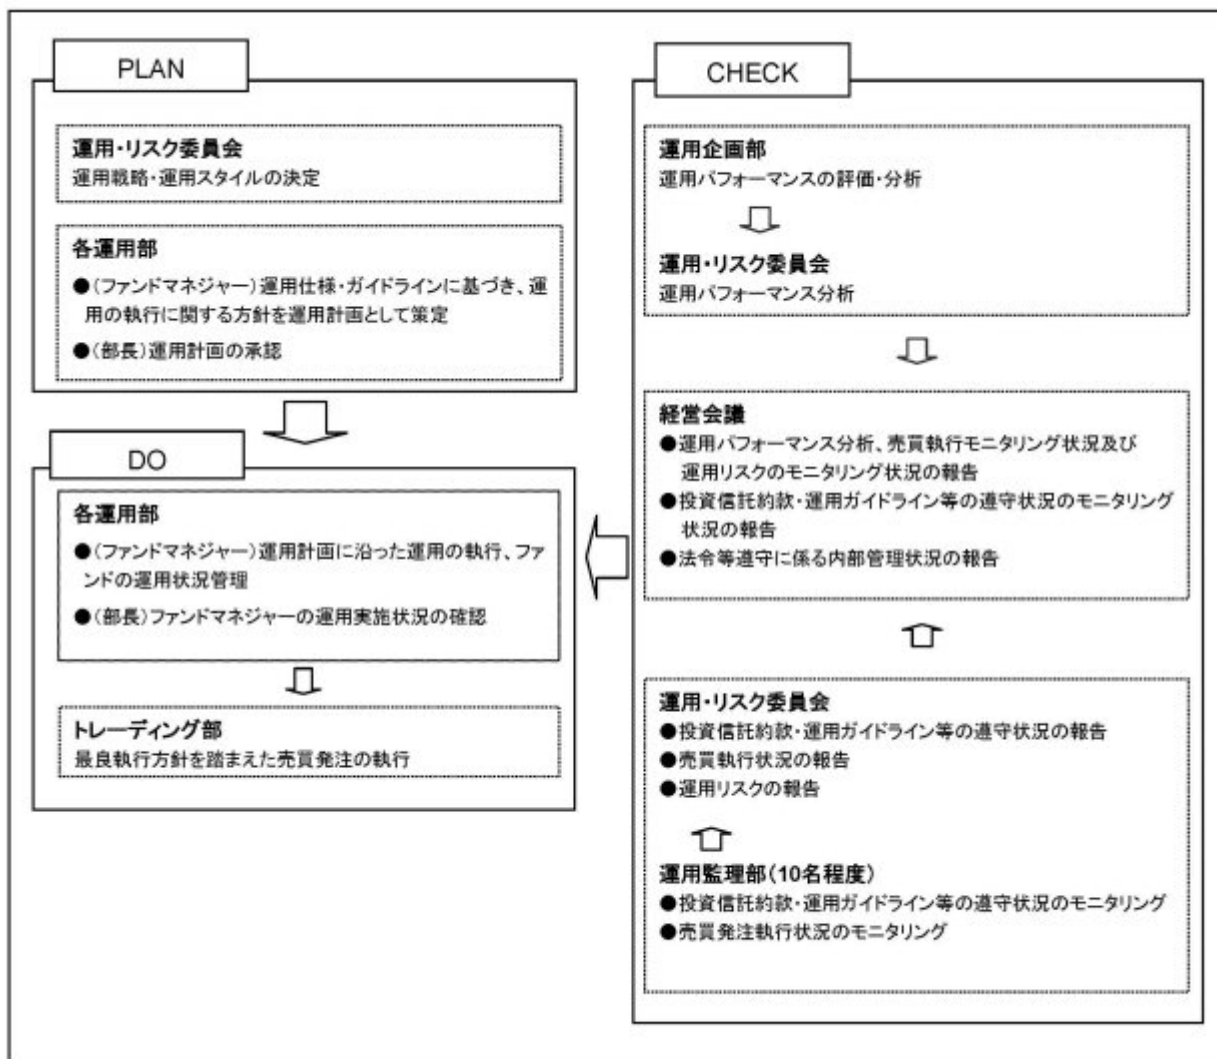 PLAN
運用・リスク委員会
運用戦略・運用スタイルの決定
各運用部
●(ファンドマネジャー)運用仕様・ガイドラインに基づき、運
用の執行に関する方針を運用計画として策定
●(部長)運用計画の承認
DO
各運用部
●(ファンドマネジャー)運用計画に沿った運用の執行、ファ
ンドの運用状況管理
●(部長)ファンドマネジャーの運用実施状況の確認
トレーディング部
最良執行方針を踏まえた売買発注の執行
CHECK
運用企画部
運用パフォーマンスの評価・分析
運用・リスク委員会
運用パフォーマンス分析
経営会議
●運用パフォーマンス分析、売買執行モニタリング状況及び
運用リスクのモニタリング状況の報告
●投資信託約款・運用ガイドライン等の遵守状況のモニタリング
状況の報告
●法令等遵守に係る内部管理状況の報告
運用・リスク委員会
●投資信託約款・運用ガイドライン等の遵守状況の報告
●売買執行状況の報告
●運用リスクの報告
運用監理部(10名程度)
●投資信託約款・運用ガイドライン等の遵守状況のモニタリング
●売買発注執行状況のモニタリング